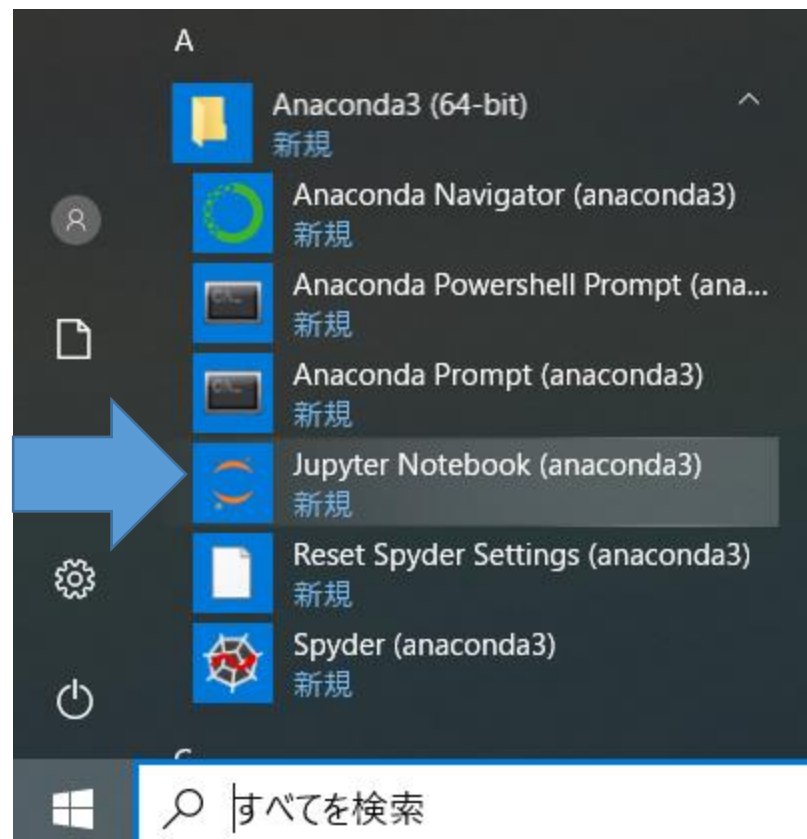 A
Anaconda3 (64-bit)
新規
Anaconda Navigator (anaconda3)
新規
Anaconda Powershell Prompt (ana...
新規
Anaconda Prompt (anaconda3)
新規
Jupyter Notebook (anaconda3)
新規
Reset Spyder Settings (anaconda3)
新規
Spyder (anaconda3)
新規
すべてを検索